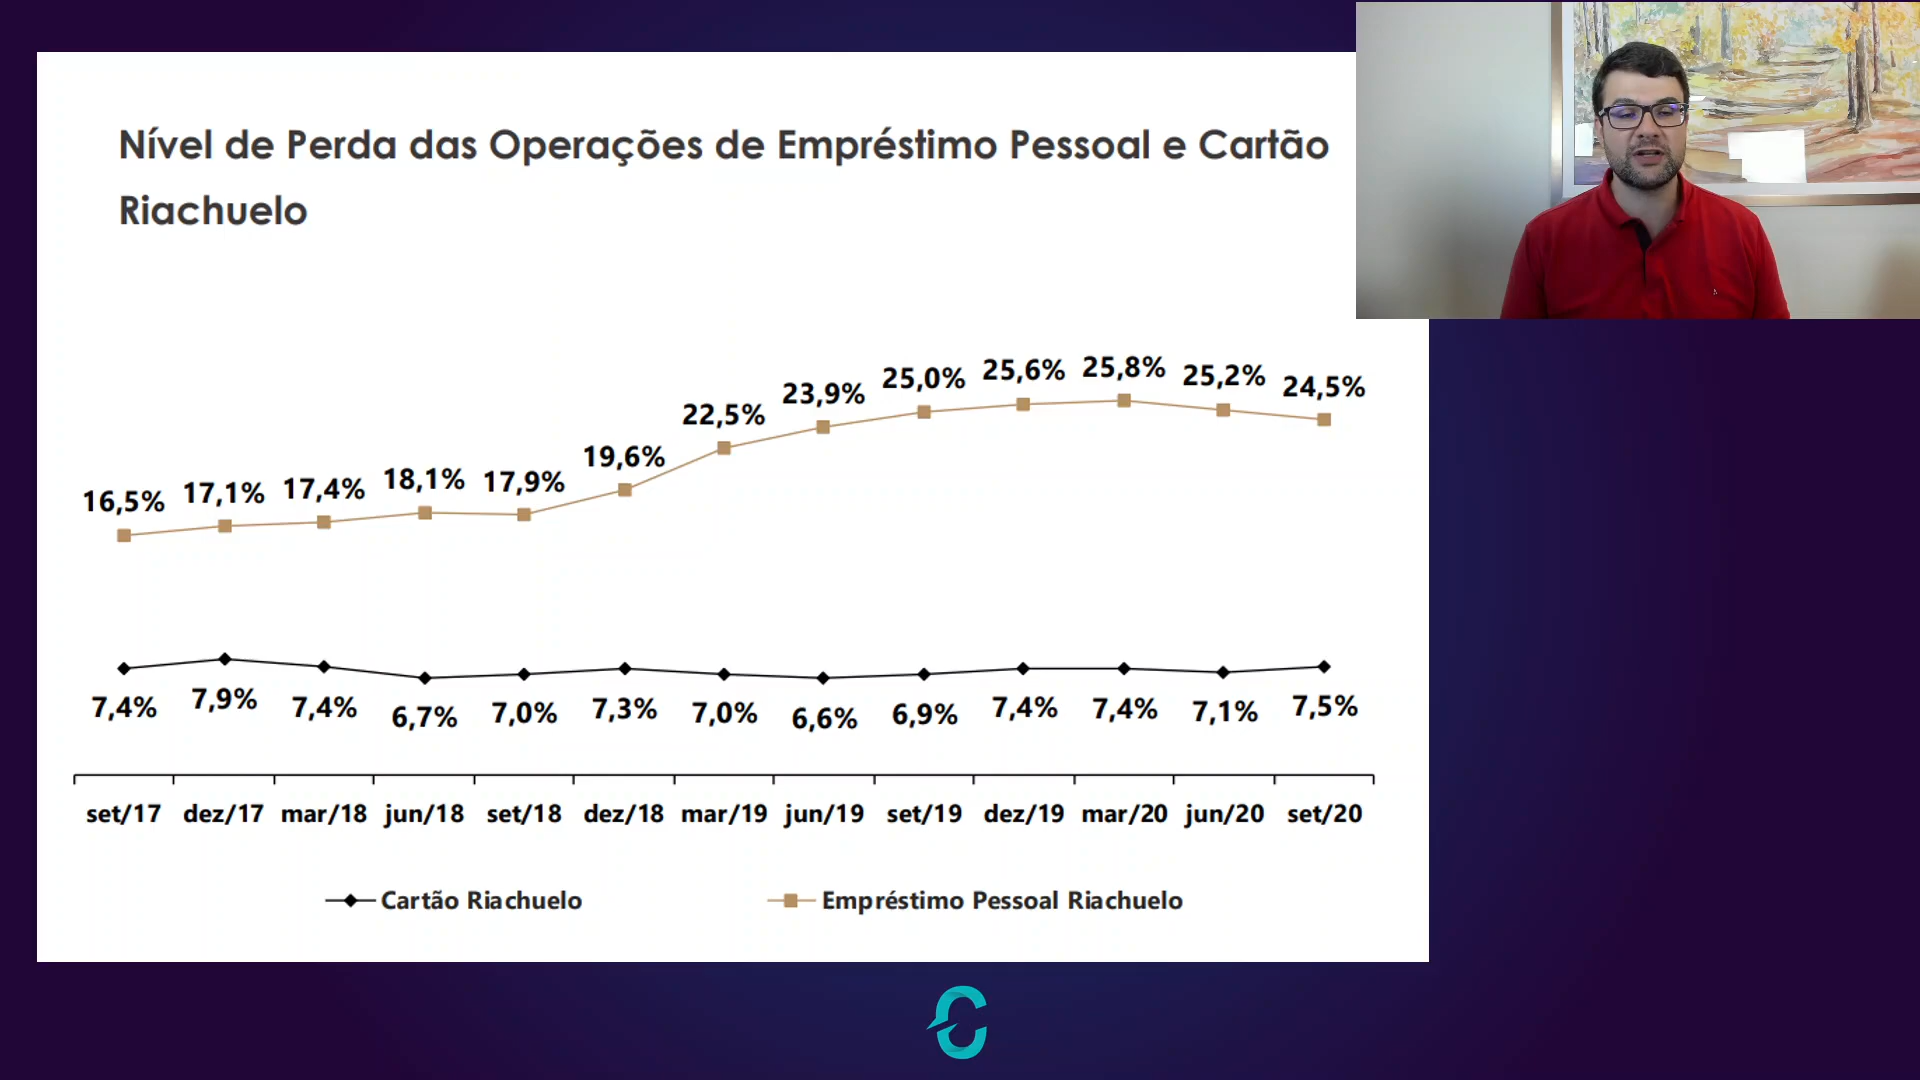 Nível de Perda das Operações de Empréstimo Pessoal e Cartão
Riachuelo
16,5% 17,1% 17,4% 18,1% 17,9% 19,6% 22,5% 23,9% 25,0% 25,6% 25,8% 25,2% 24,5%
7,4% 7,9% 7,4% 6,7% 7,0% 7,3% 7,0% 6,6% 6,9% 7,4% 7,4% 7,1% 7,5%
set/17 dez/17 mar/18 jun/18 set/18 dez/18 mar/19 jun/19 set/19 dez/19 mar/20 jun/20 set/20
Cartão Riachuelo Empréstimo Pessoal Riachuelo